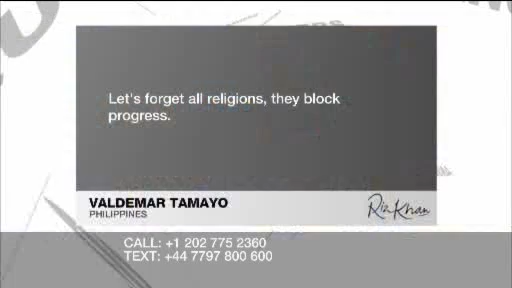 Let's forget all religions, they block
progress.
VALDEMAR TAMAYO
PHILIPPINES
Riz Khan
CALL: +1 202 775 2360
TEXT: +44 7797 800 600